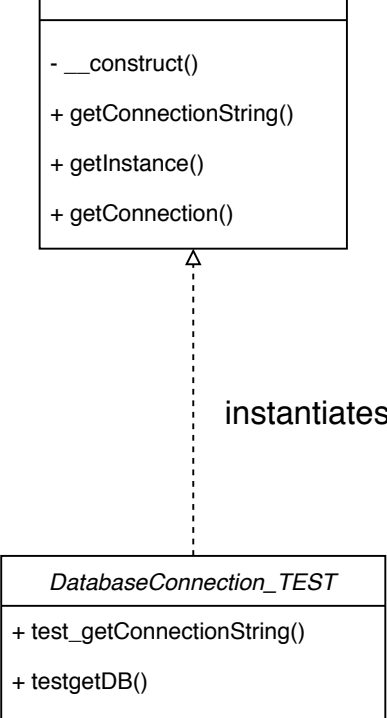 - __construct()
+ getConnectionString()
+ getInstance()
+ getConnection()
instantiates
DatabaseConnection_TEST
+ test_getConnectionString()
+ testgetDB()